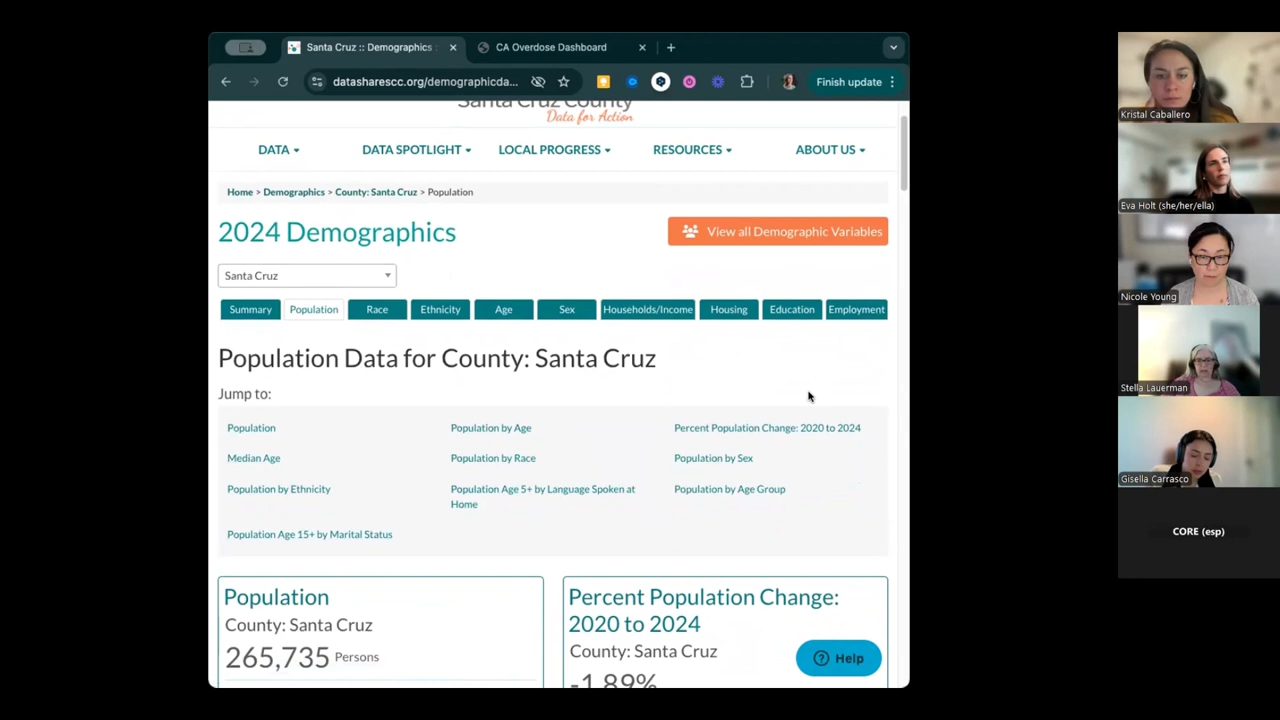 Santa Cruz :: Demographics :
CA Overdose Dashboard
datasharescc.org/demographicda...
Finish update
Santa Cruz County
Data for Action
DATA
DATA SPOTLIGHT
LOCAL PROGRESS
RESOURCES
ABOUT US
Home > Demographics > County: Santa Cruz > Population
2024 Demographics
View all Demographic Variables
Santa Cruz
Summary
Population
Race
Ethnicity
Age
Sex
Households/Income
Housing
Education
Employment
Population Data for County: Santa Cruz
Jump to:
Population
Population by Age
Percent Population Change: 2020 to 2024
Median Age
Population by Race
Population by Sex
Population by Ethnicity
Population Age 5+ by Language Spoken at
Home
Population by Age Group
Population Age 15+ by Marital Status
Population
County: Santa Cruz
265,735 Persons
Percent Population Change:
2020 to 2024
County: Santa Cruz
-1.89%
Help
Kristal Caballero
Eva Holt (she/her/ella)
Nicole Young
Stella Lauerman
Gisella Carrasco
CORE (esp)